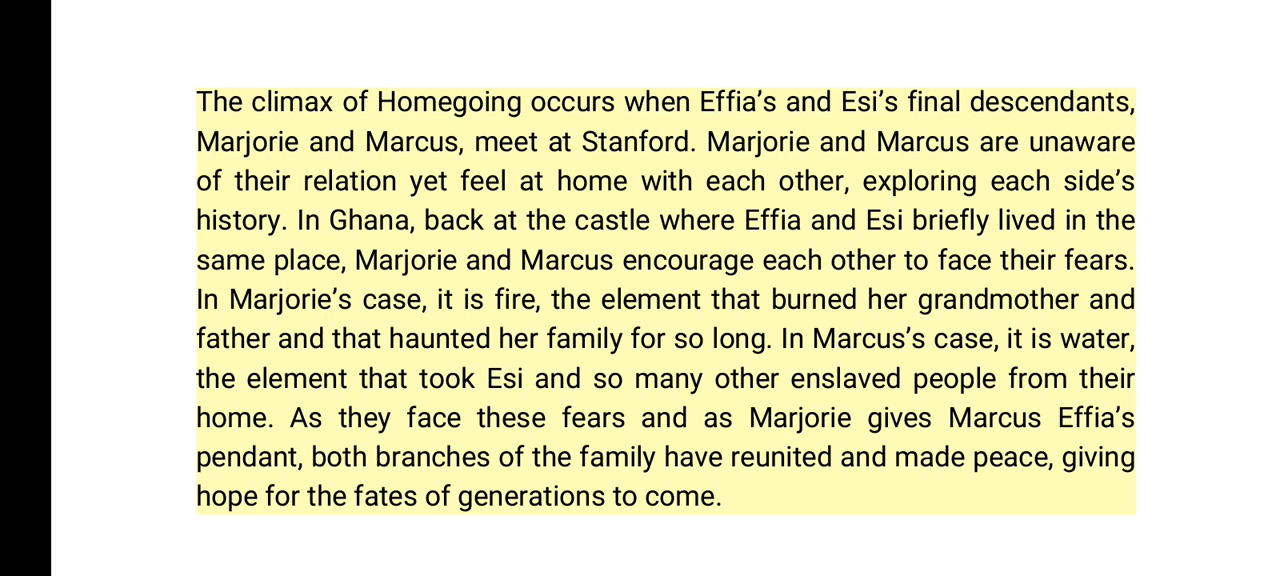 The climax of Homegoing occurs when Effia’s and Esi’s final descendants,
Marjorie and Marcus, meet at Stanford. Marjorie and Marcus are unaware
of their relation yet feel at home with each other, exploring each side’s
history. In Ghana, back at the castle where Effia and Esi briefly lived in the
same place, Marjorie and Marcus encourage each other to face their fears.
In Marjorie’s case, it is fire, the element that burned her grandmother and
father and that haunted her family for so long. In Marcus’s case, it is water,
the element that took Esi and so many other enslaved people from their
home. As they face these fears and as Marjorie gives Marcus Effia’s
pendant, both branches of the family have reunited and made peace, giving
hope for the fates of generations to come.